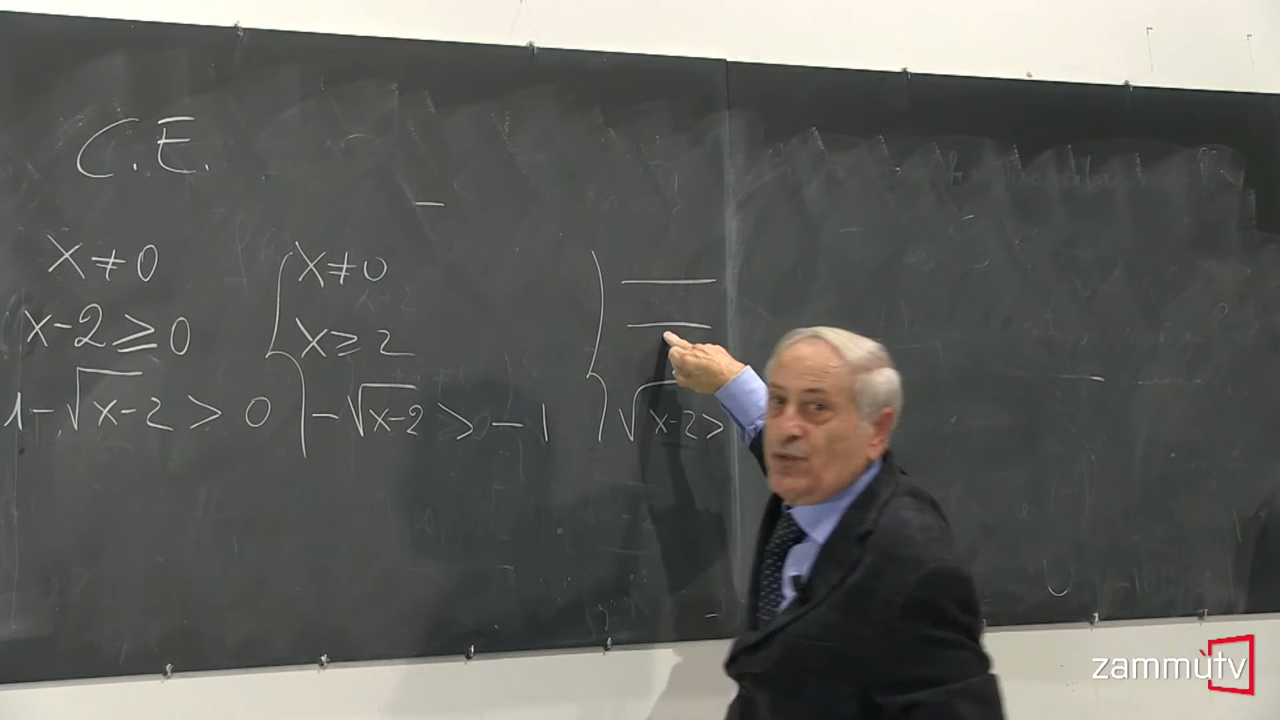 C.E.
x ≠ 0
x-2 ≥ 0
1-√x-2 > 0
x ≠ 0
x ≥ 2
-√x-2 > -1
√x-2 >
zammùtv